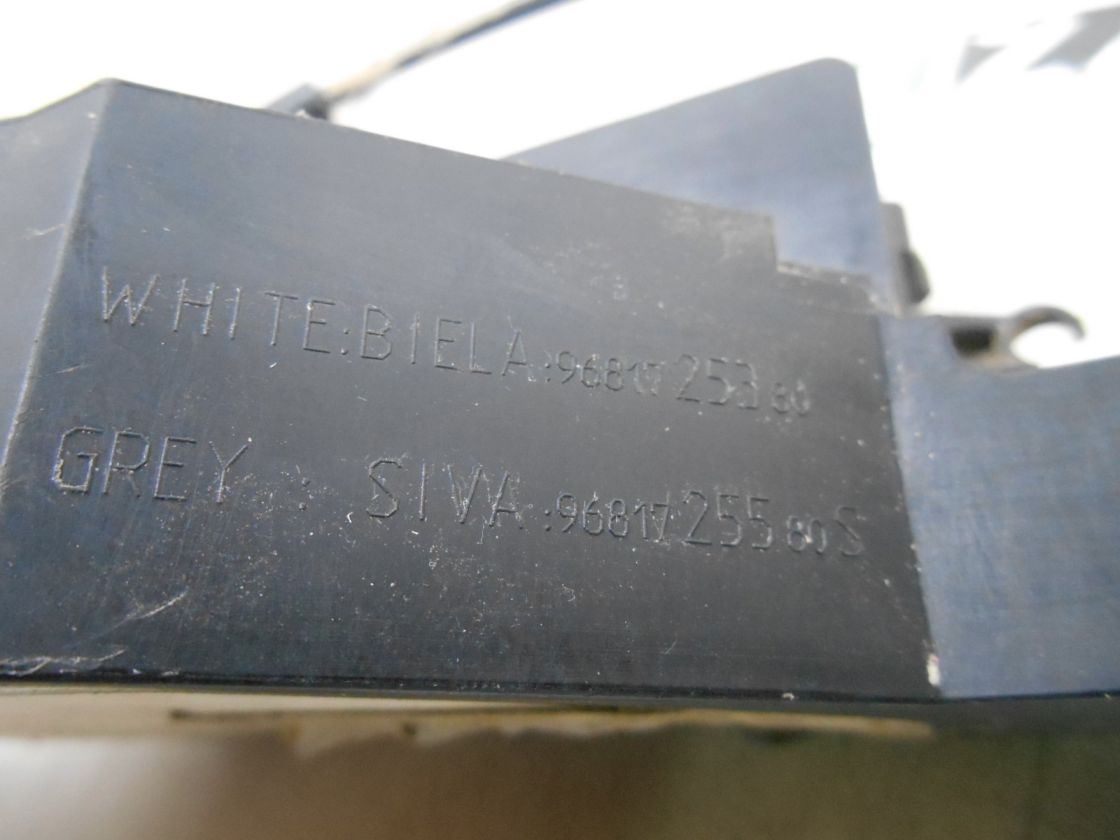 WHITE:BIELA:9681725380
GREY : SIVA:9681725580S